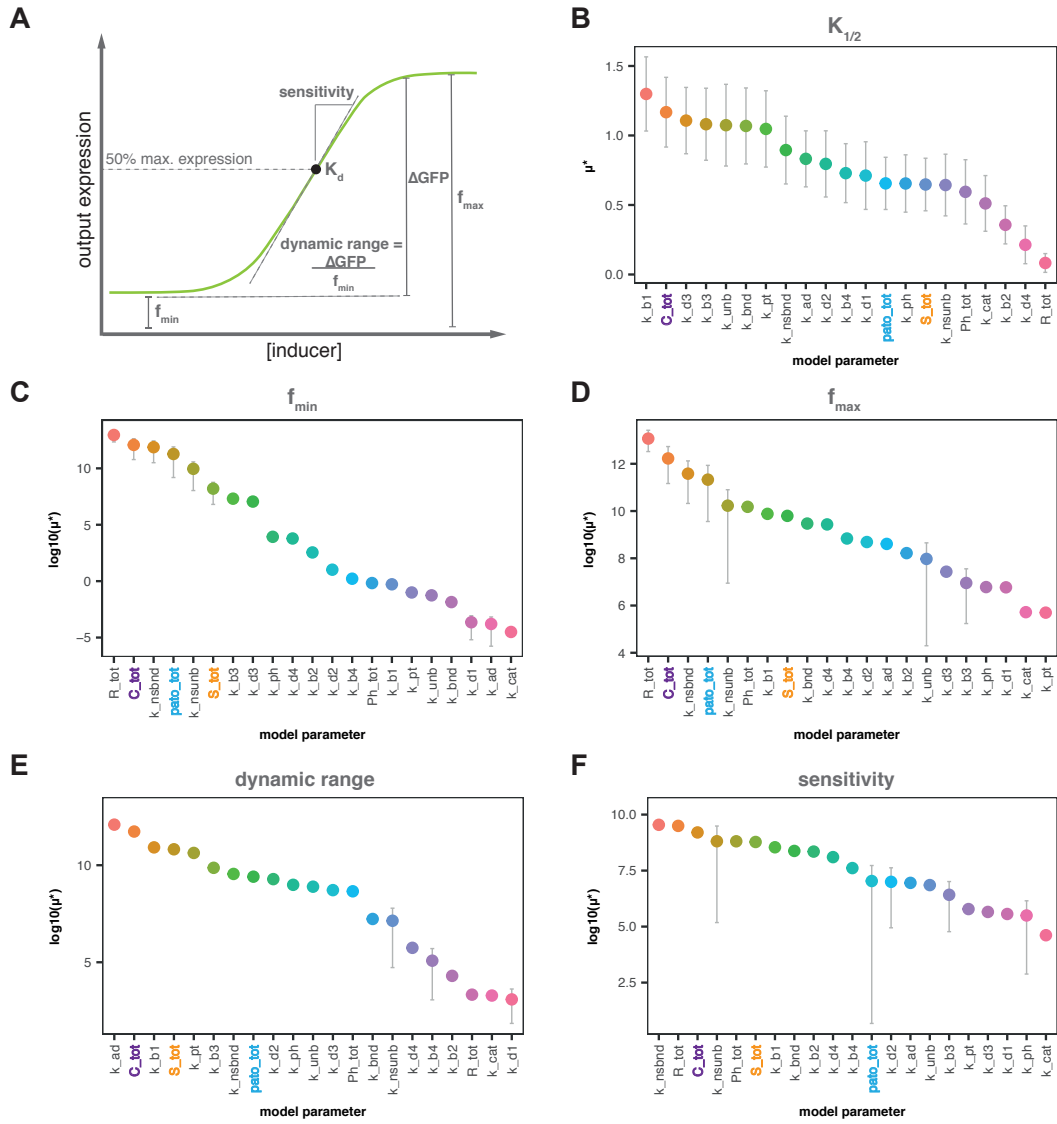 A
output expression
[inducer]
sensitivity
50% max. expression
K_d
ΔGFP
f_max
dynamic range =
ΔGFP
f_min
f_min
B
K_1/2
μ*
1.5
1.0
0.5
0.0
k_b1
C_tot
k_d3
k_b3
k_unb
k_bnd
k_pt
k_nsbnd
k_ad
k_d2
k_b4
k_d1
pato_tot
k_ph
S_tot
k_nsunb
Ph_tot
k_cat
k_b2
k_d4
R_tot
model parameter
C
f_min
log10(μ*)
10
5
0
−5
R_tot
C_tot
k_nsbnd
pato_tot
k_nsunb
S_tot
k_b3
k_d3
k_ph
k_d4
k_b2
k_d2
k_b4
Ph_tot
k_b1
k_pt
k_unb
k_bnd
k_d1
k_ad
k_cat
model parameter
D
f_max
log10(μ*)
12
10
8
6
4
R_tot
C_tot
k_nsbnd
pato_tot
k_nsunb
Ph_tot
k_b1
S_tot
k_bnd
k_d4
k_b4
k_d2
k_ad
k_b2
k_unb
k_d3
k_b3
k_ph
k_d1
k_cat
k_pt
model parameter
E
dynamic range
log10(μ*)
10
5
k_ad
C_tot
k_b1
S_tot
k_pt
k_b3
k_nsbnd
pato_tot
k_d2
k_ph
k_unb
k_d3
Ph_tot
k_bnd
k_nsunb
k_d4
k_b4
k_b2
R_tot
k_cat
k_d1
model parameter
F
sensitivity
log10(μ*)
10.0
7.5
5.0
2.5
k_nsbnd
R_tot
C_tot
k_nsunb
Ph_tot
S_tot
k_b1
k_bnd
k_b2
k_d4
k_b4
pato_tot
k_d2
k_ad
k_unb
k_b3
k_pt
k_d3
k_d1
k_ph
k_cat
model parameter